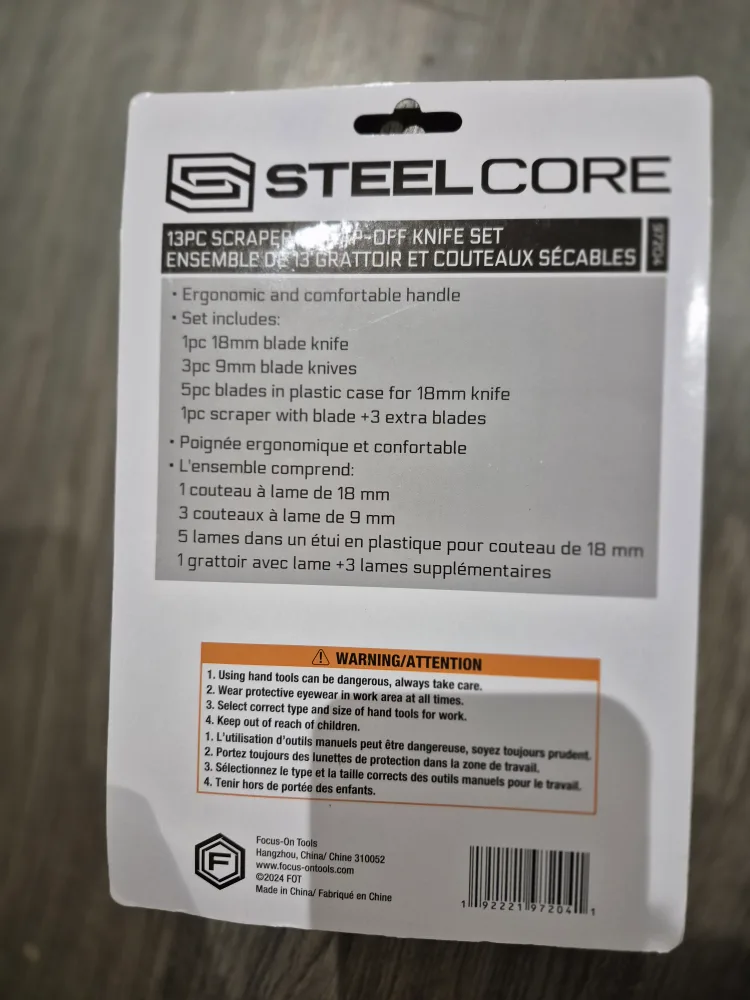 STEELCORE
13PC SCRAPER KNIFE SET
ENSEMBLE DE 13 GRATTOIR ET COUTEAUX SÉCABLES
97204
• Ergonomic and comfortable handle
• Set includes:
1pc 18mm blade knife
3pc 9mm blade knives
5pc blades in plastic case for 18mm knife
1pc scraper with blade +3 extra blades
• Poignée ergonomique et confortable
• L'ensemble comprend:
1 couteau à lame de 18 mm
3 couteaux à lame de 9 mm
5 lames dans un étui en plastique pour couteau de 18 mm
1 grattoir avec lame +3 lames supplémentaires
WARNING/ATTENTION
1. Using hand tools can be dangerous, always take care.
2. Wear protective eyewear in work area at all times.
3. Select correct type and size of hand tools for work.
4. Keep out of reach of children.
1. L'utilisation d'outils manuels peut être dangereuse, soyez toujours prudent.
2. Portez toujours des lunettes de protection dans la zone de travail.
3. Sélectionnez le type et la taille corrects des outils manuels pour le travail.
4. Tenir hors de portée des enfants.
F
Focus-On Tools
Hangzhou, China/ Chine 310052
www.focus-ontools.com
©2024 FOT
Made in China/ Fabriqué en Chine
1 92221 97204 1